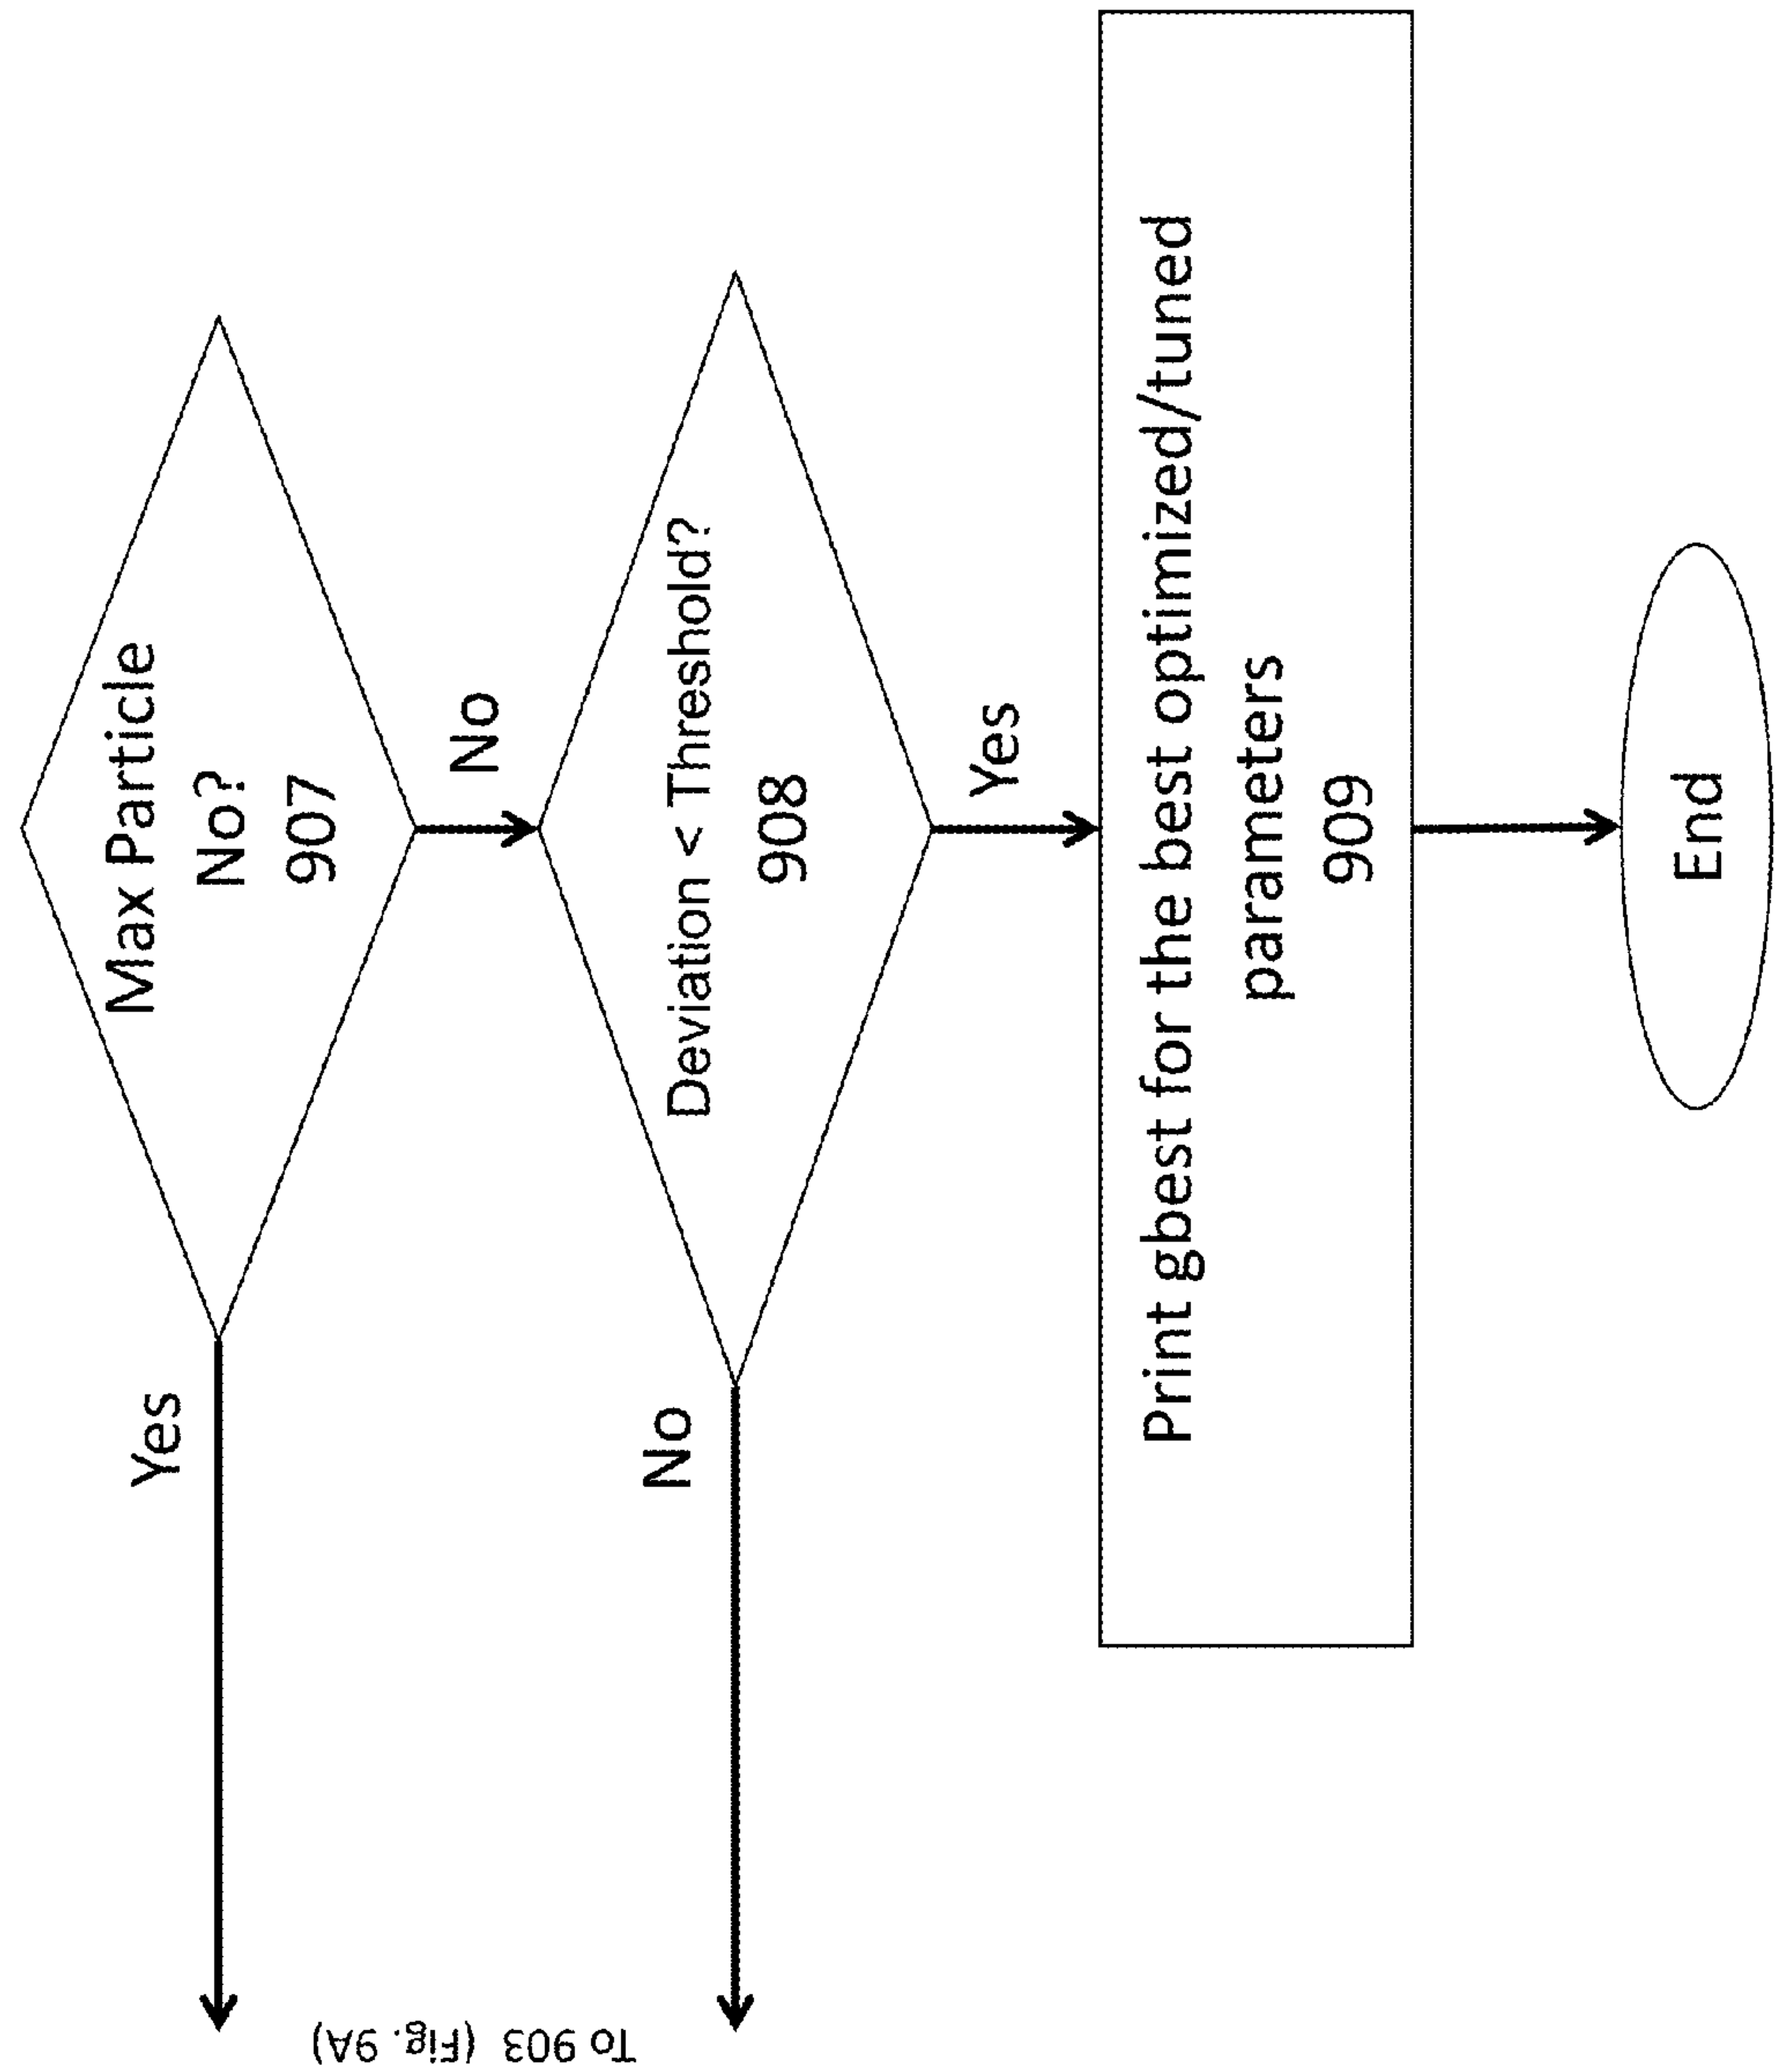 Max Particle
No?
907
Yes
No
Deviation < Threshold?
908
No
Yes
To 903 (Fig. 9A)
Print gbest for the best optimized/tuned
parameters
909
End